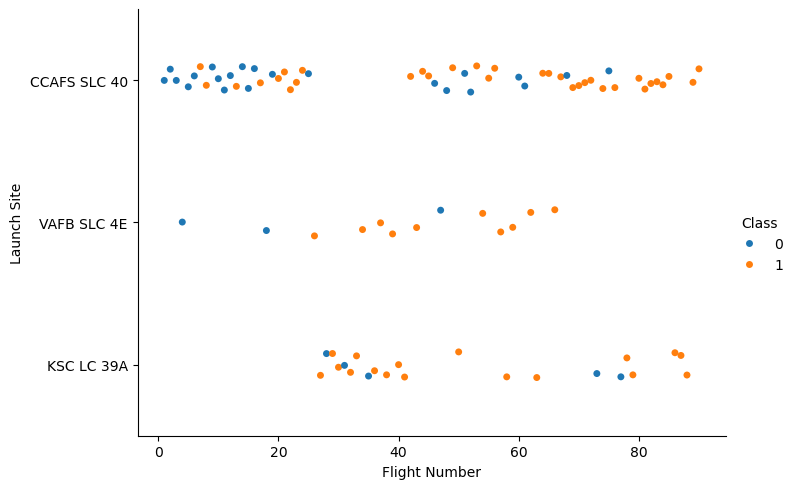 CCAFS SLC 40
VAFB SLC 4E
KSC LC 39A
Launch Site
0
20
40
60
80
Flight Number
Class
0
1